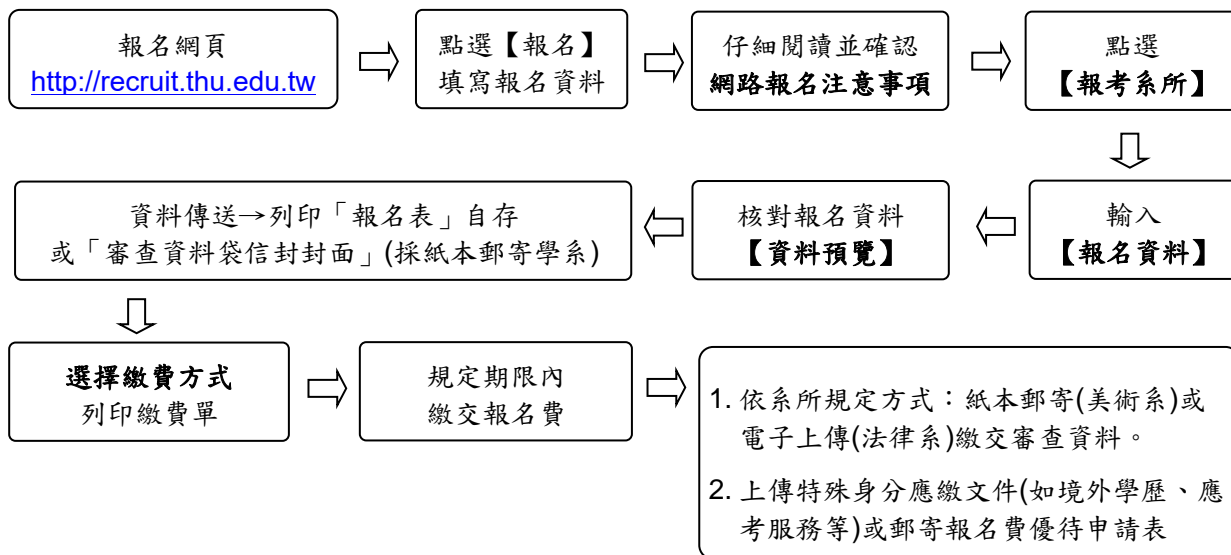 報名網頁
http://recruit.thu.edu.tw
點選【報名】
填寫報名資料
仔細閱讀並確認
網路報名注意事項
點選
【報考系所】
輸入
【報名資料】
核對報名資料
【資料預覽】
資料傳送→列印「報名表」自存
或「審查資料袋信封封面」(採紙本郵寄學系)
選擇繳費方式
列印繳費單
規定期限內
繳交報名費
1. 依系所規定方式：紙本郵寄(美術系)或
電子上傳(法律系)繳交審查資料。
2. 上傳特殊身分應繳文件(如境外學歷、應
考服務等)或郵寄報名費優待申請表